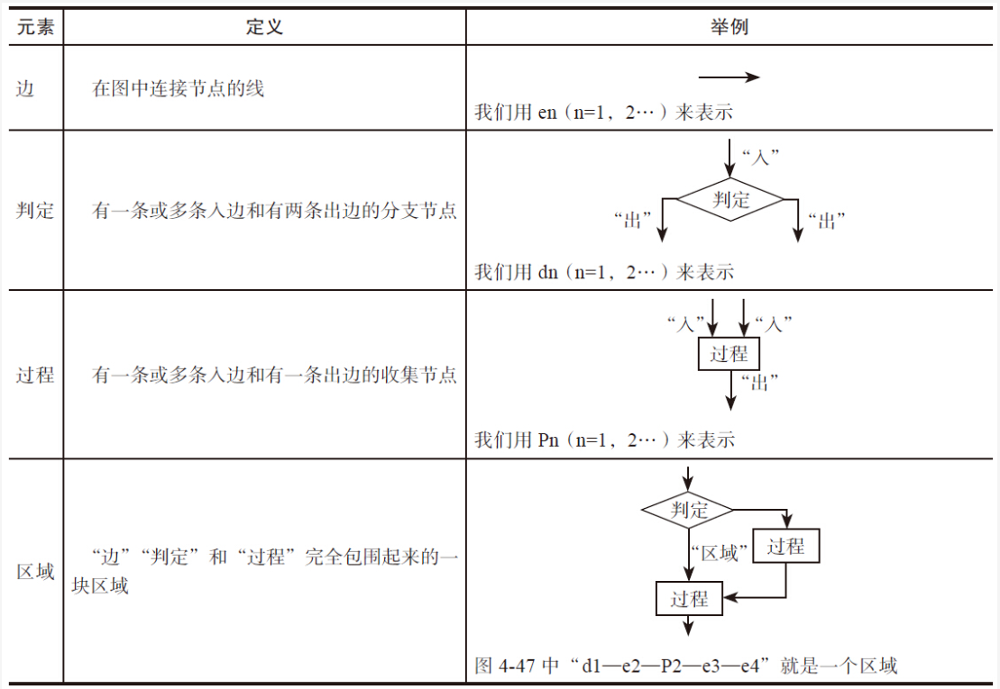 元素
定义
举例
边
在图中连接节点的线
我们用 en（n=1，2…）来表示
判定
有一条或多条入边和有两条出边的分支节点
“入”
判定
“出”
“出”
我们用 dn（n=1，2…）来表示
过程
有一条或多条入边和有一条出边的收集节点
“入”
“入”
过程
“出”
我们用 Pn（n=1，2…）来表示
区域
“边”“判定”和“过程”完全包围起来的一
块区域
判定
“区域”
过程
过程
图 4-47 中“d1—e2—P2—e3—e4”就是一个区域